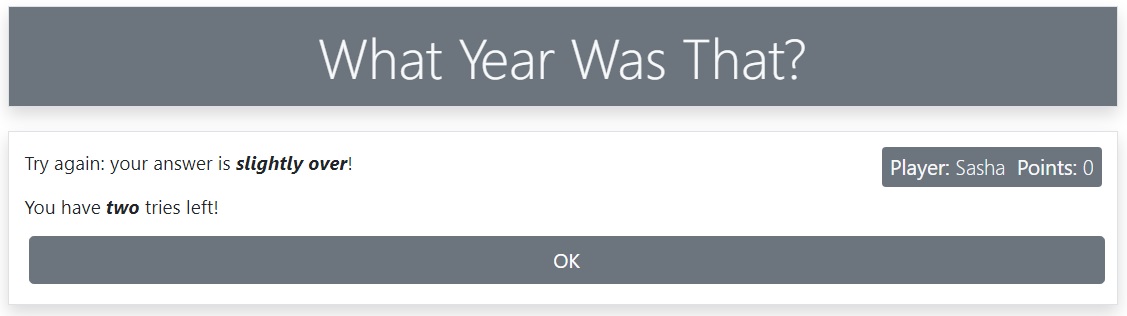 What Year Was That?
Try again: your answer is slightly over!
Player: Sasha Points: 0
You have two tries left!
OK